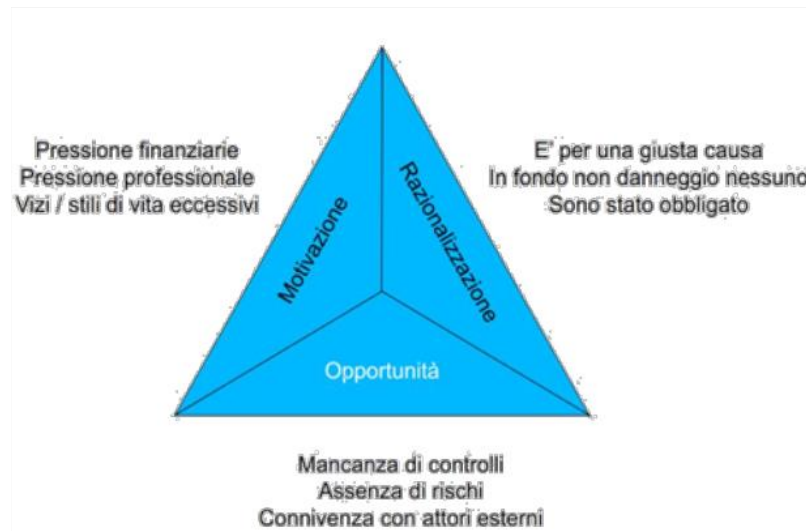 Pressione finanziarie
Pressione professionale
Vizi / stili di vita eccessivi
Motivazione
Razionalizzazione
E' per una giusta causa
In fondo non danneggio nessuno
Sono stato obbligato
Opportunità
Mancanza di controlli
Assenza di rischi
Connivenza con attori esterni